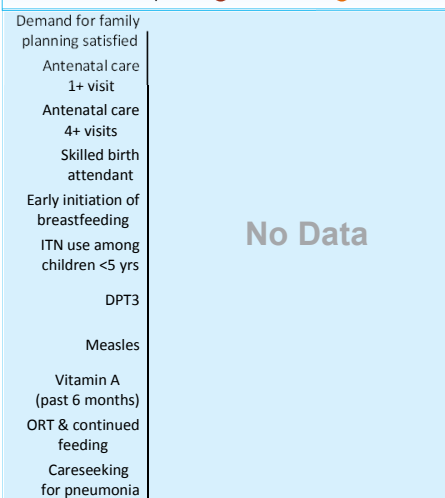 Demand for family
planning satisfied
Antenatal care
1+ visit
Antenatal care
4+ visits
Skilled birth
attendant
Early initiation of
breastfeeding
ITN use among
children <5 yrs
DPT3
Measles
Vitamin A
(past 6 months)
ORT & continued
feeding
Careseeking
for pneumonia
No Data